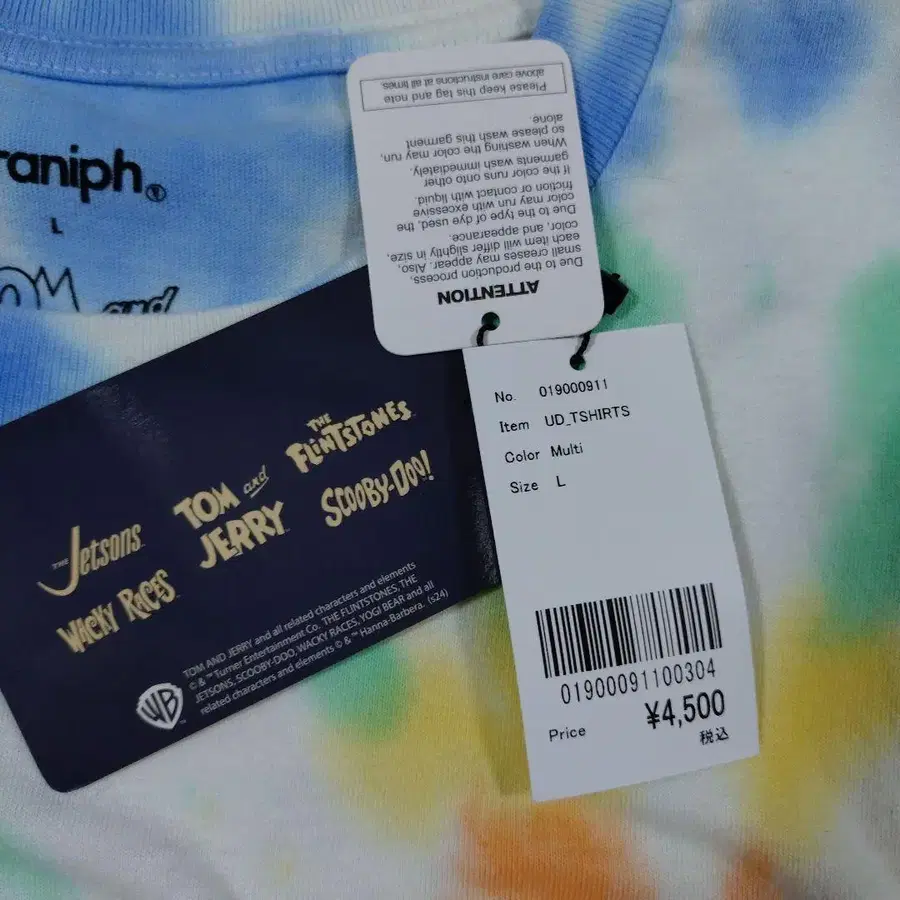 raniph®
L
TOM and
ATTENTION
Due to the production process,
small creases may appear. Also,
each item will differ slightly in size,
color, and appearance.
Due to the type of dye used, the
color may run with excessive
friction or contact with liquid.
If the color runs onto other
garments wash immediately.
When washing the color may run,
so please wash this garment
alone.
Please keep this tag and note
above care instructions at all times.
THE
FLINTSTONES
TOM and
JERRY
SCOOBY-DOO!
THE Jetsons
WACKY RACES
TOM AND JERRY and all related characters and elements
© & ™ Turner Entertainment Co. THE FLINTSTONES, THE
JETSONS, SCOOBY-DOO, WACKY RACES, YOGI BEAR and all
related characters and elements © & ™ Hanna-Barbera. (s24)
WB
No. 019000911
Item UD_TSHIRTS
Color Multi
Size L
01900091100304
Price ¥4,500
税込